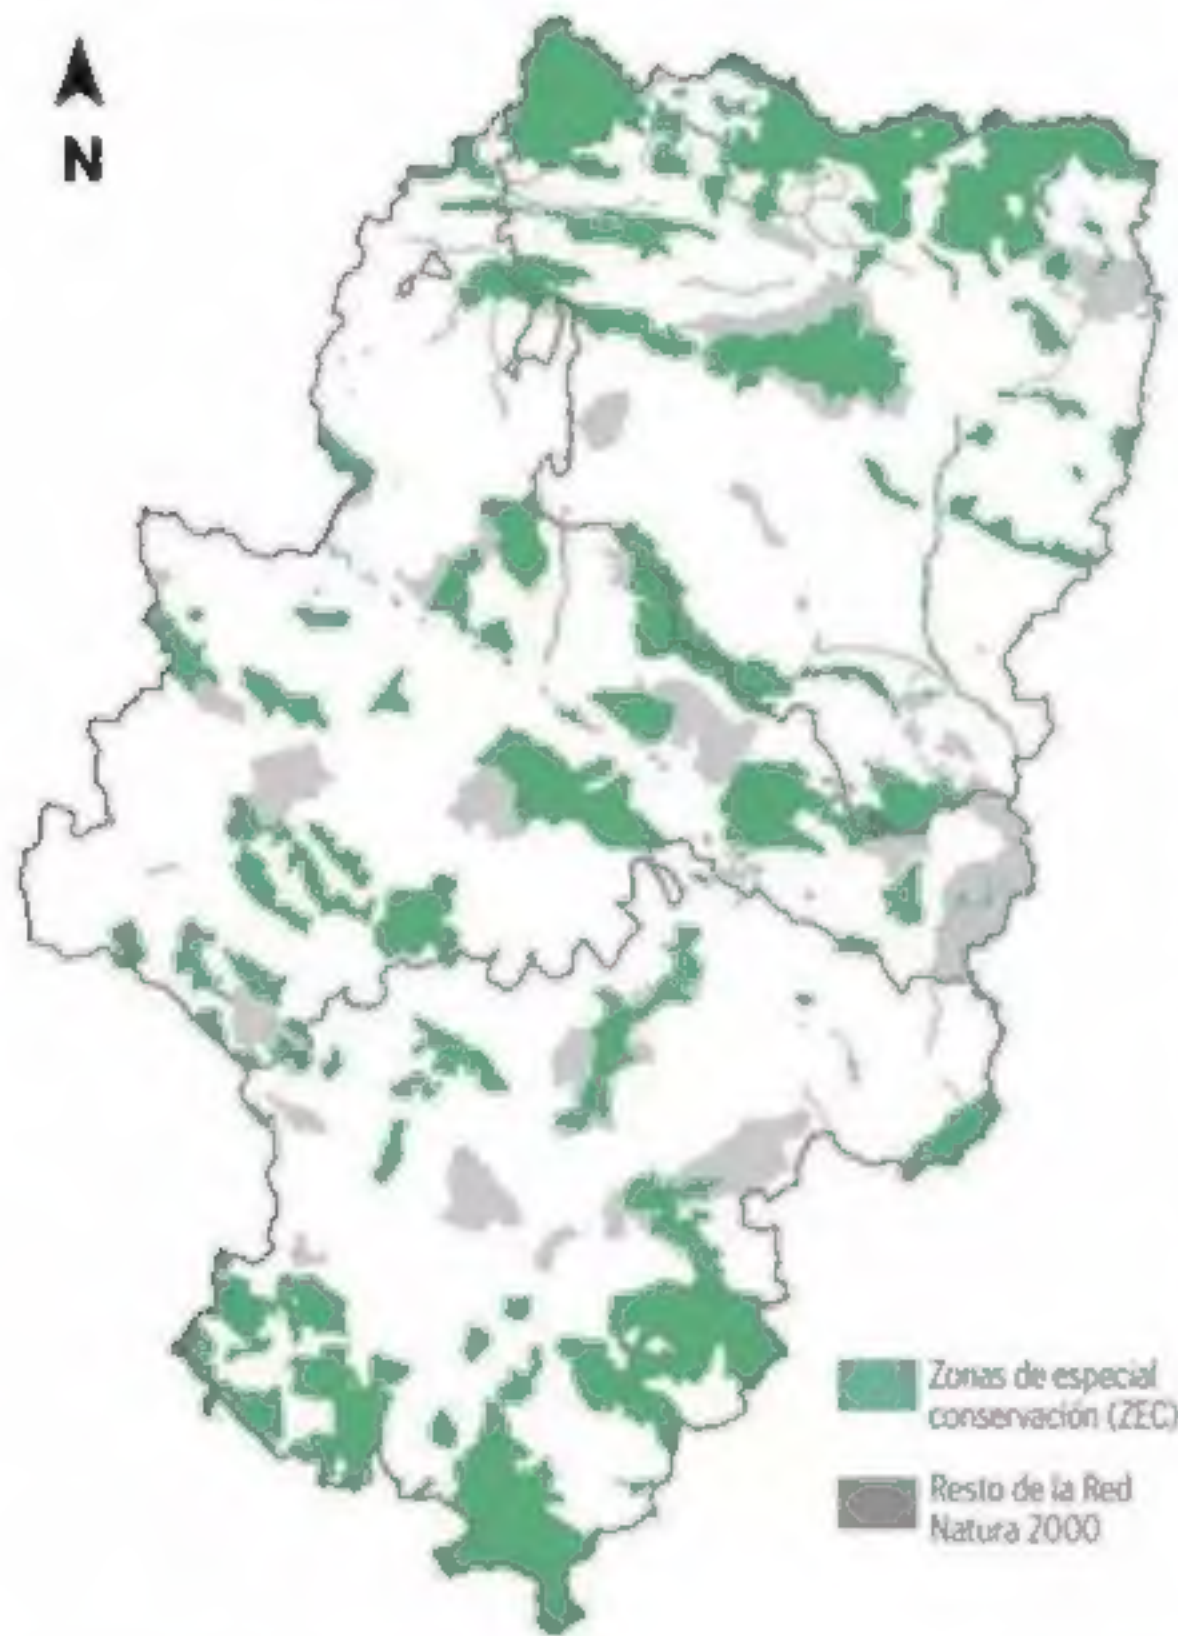 N
Zonas de especial
conservación (ZEC)
Resto de la Red
Natura 2000